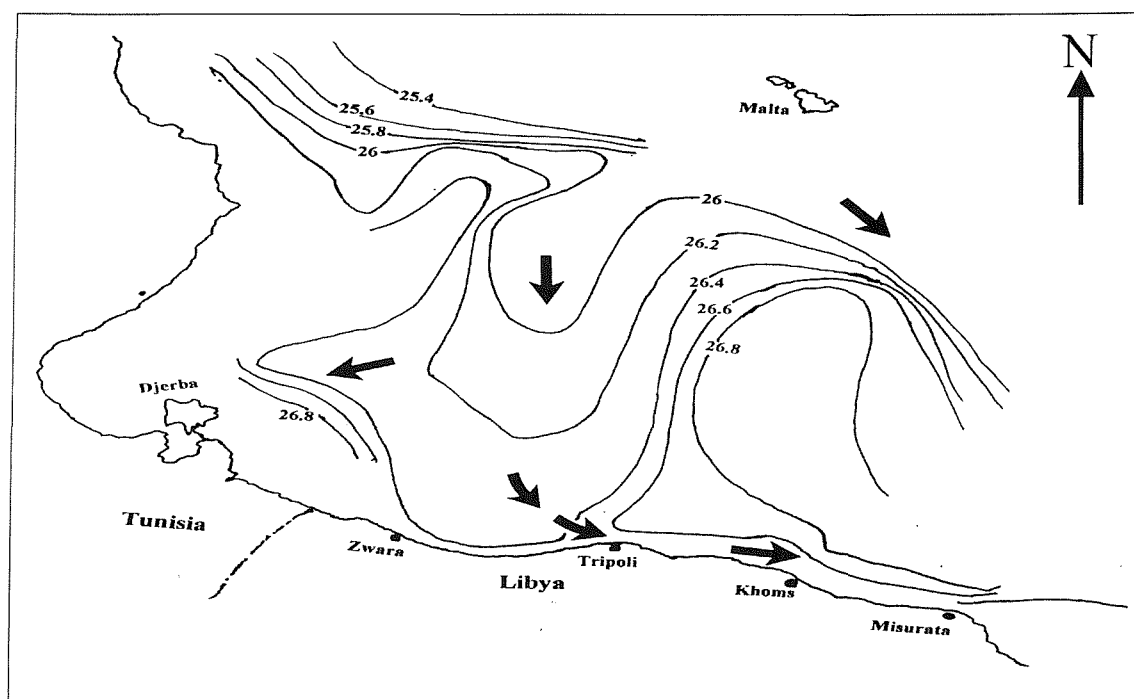 N
25.4
25.6
25.8
26
Malta
26
26.2
26.4
26.6
26.8
Djerba
26.8
Tunisia
Zwara
Tripoli
Libya
Khoms
Misurata